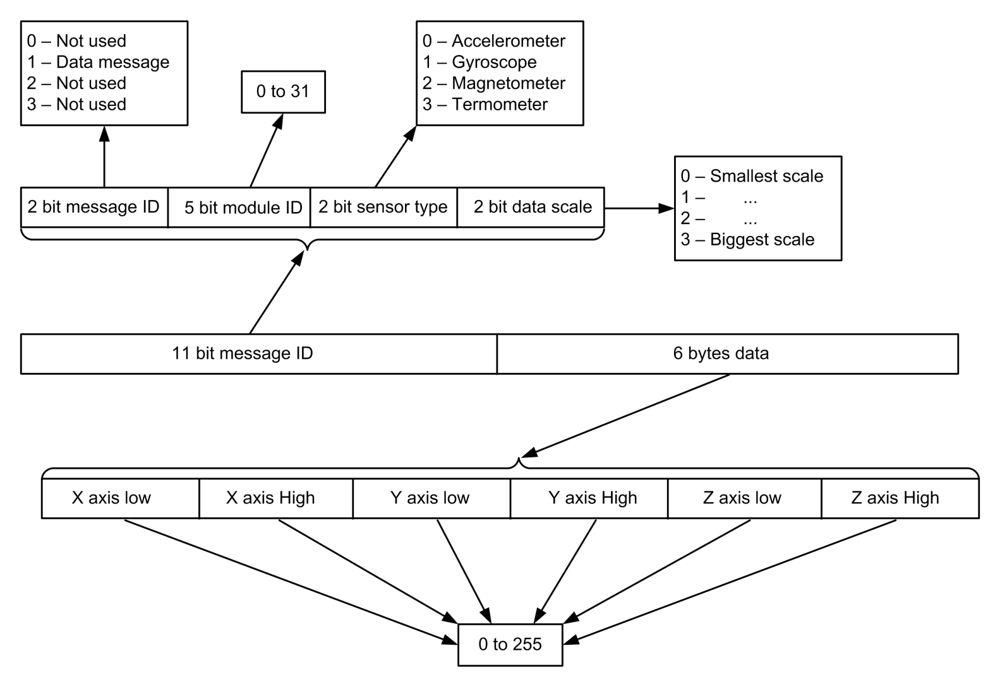 0 – Not used
1 – Data message
2 – Not used
3 – Not used
0 to 31
0 – Accelerometer
1 – Gyroscope
2 – Magnetometer
3 – Termometer
2 bit message ID
5 bit module ID
2 bit sensor type
2 bit data scale
0 – Smallest scale
1 – ...
2 – ...
3 – Biggest scale
11 bit message ID
6 bytes data
X axis low
X axis High
Y axis low
Y axis High
Z axis low
Z axis High
0 to 255